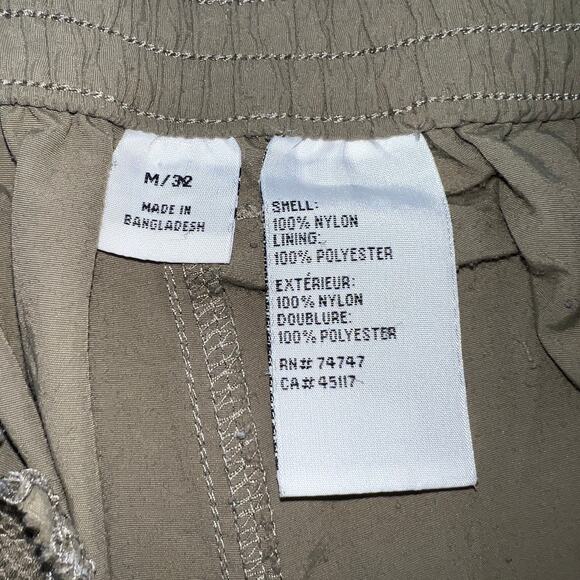 M/32
MADE IN
BANGLADESH
SHELL:
100% NYLON
LINING:
100% POLYESTER
EXTÉRIEUR:
100% NYLON
DOUBLURE:
100% POLYESTER
RN# 74747
CA# 45117